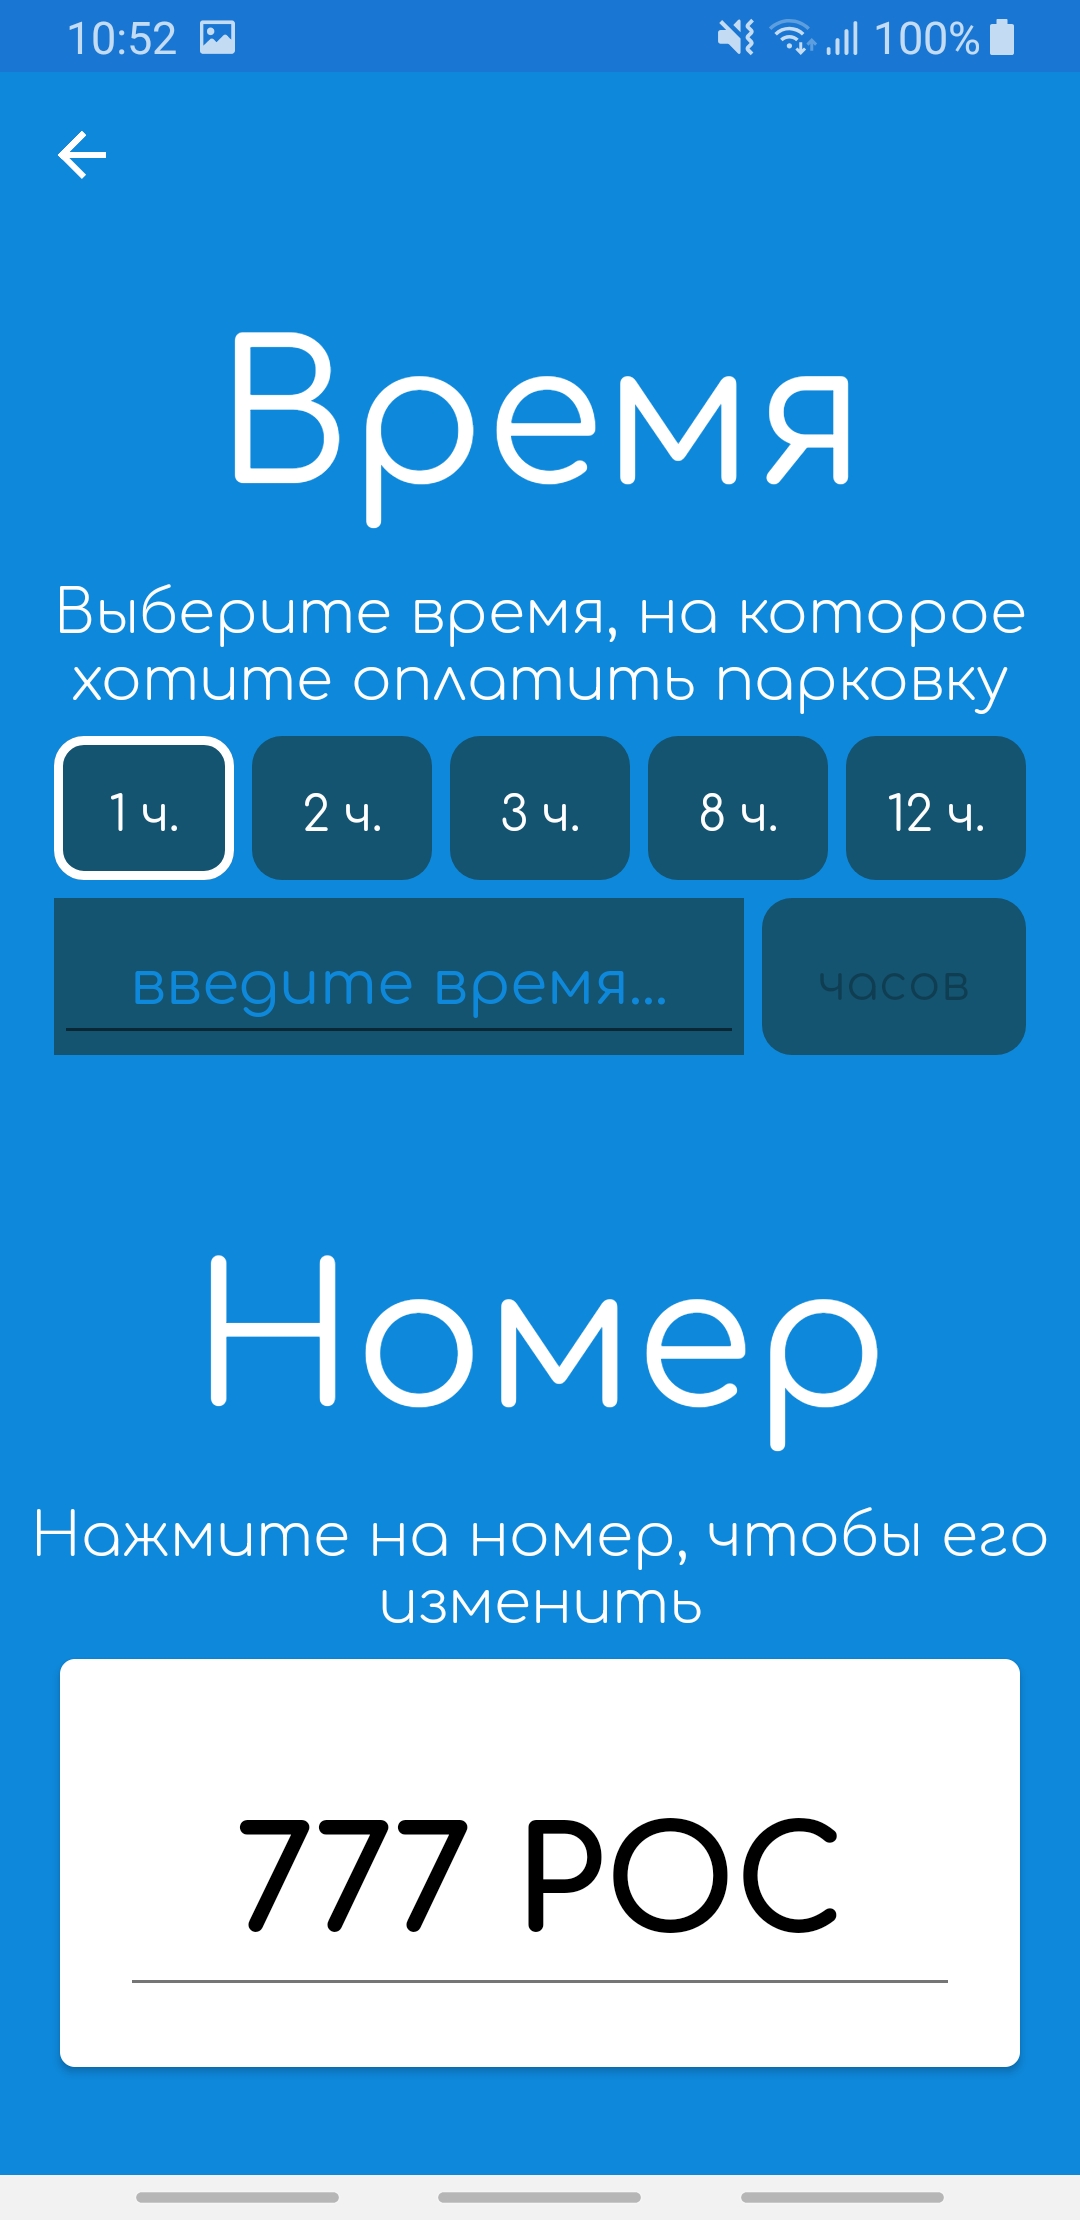 10:52 100%
Время
Выберите время, на которое
хотите оплатить парковку
1 ч. 2 ч. 3 ч. 8 ч. 12 ч.
введите время... часов
Номер
Нажмите на номер, чтобы его
изменить
777 РОС